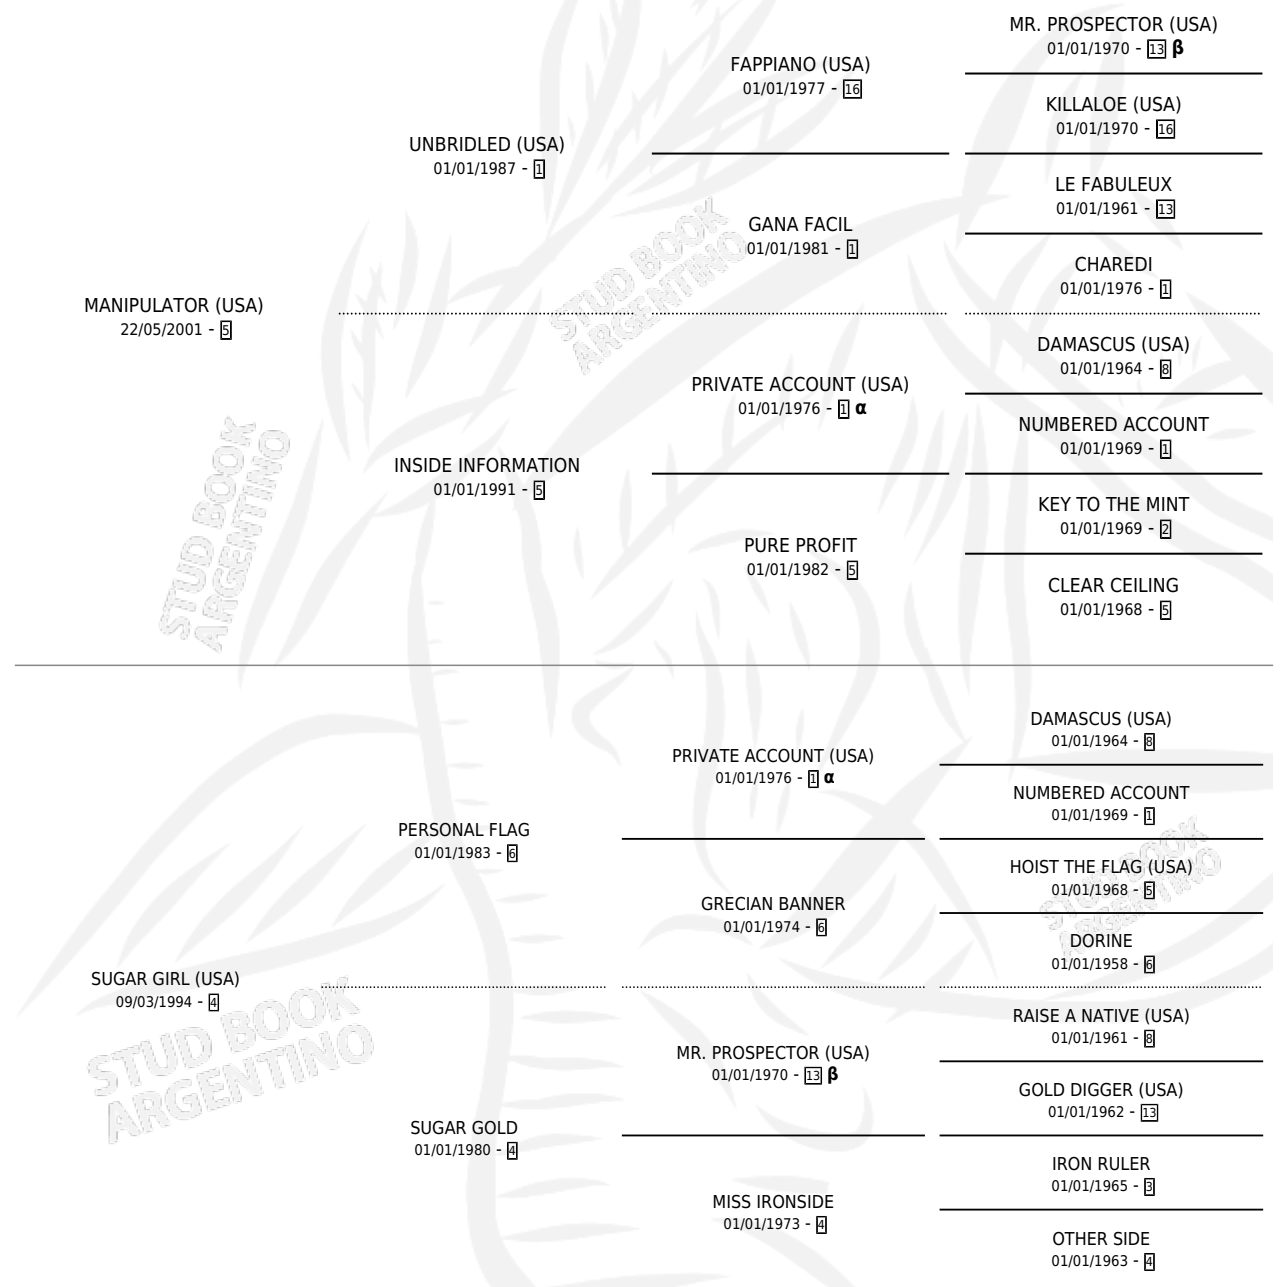 MR. PROSPECTOR (USA)
01/01/1970 - 13 β
FAPPIANO (USA)
01/01/1977 - 16
KILLALOE (USA)
01/01/1970 - 16
UNBRIDLED (USA)
01/01/1987 - 1
LE FABULEUX
01/01/1961 - 13
GANA FACIL
01/01/1981 - 1
CHAREDI
01/01/1976 - 1
MANIPULATOR (USA)
22/05/2001 - 5
DAMASCUS (USA)
01/01/1964 - 8
PRIVATE ACCOUNT (USA)
01/01/1976 - 1 α
NUMBERED ACCOUNT
01/01/1969 - 1
INSIDE INFORMATION
01/01/1991 - 5
KEY TO THE MINT
01/01/1969 - 2
PURE PROFIT
01/01/1982 - 5
CLEAR CEILING
01/01/1968 - 5
STUD BOOK
ARGENTINO
STUD BOOK
ARGENTINO
DAMASCUS (USA)
01/01/1964 - 8
PRIVATE ACCOUNT (USA)
01/01/1976 - 1 α
NUMBERED ACCOUNT
01/01/1969 - 1
PERSONAL FLAG
01/01/1983 - 6
HOIST THE FLAG (USA)
01/01/1968 - 5
GRECIAN BANNER
01/01/1974 - 6
DORINE
01/01/1958 - 6
SUGAR GIRL (USA)
09/03/1994 - 4
RAISE A NATIVE (USA)
01/01/1961 - 8
MR. PROSPECTOR (USA)
01/01/1970 - 13 β
GOLD DIGGER (USA)
01/01/1962 - 13
SUGAR GOLD
01/01/1980 - 4
IRON RULER
01/01/1965 - 3
MISS IRONSIDE
01/01/1973 - 4
OTHER SIDE
01/01/1963 - 4
STUD BOOK
ARGENTINO
STUD BOOK
ARGENTINO